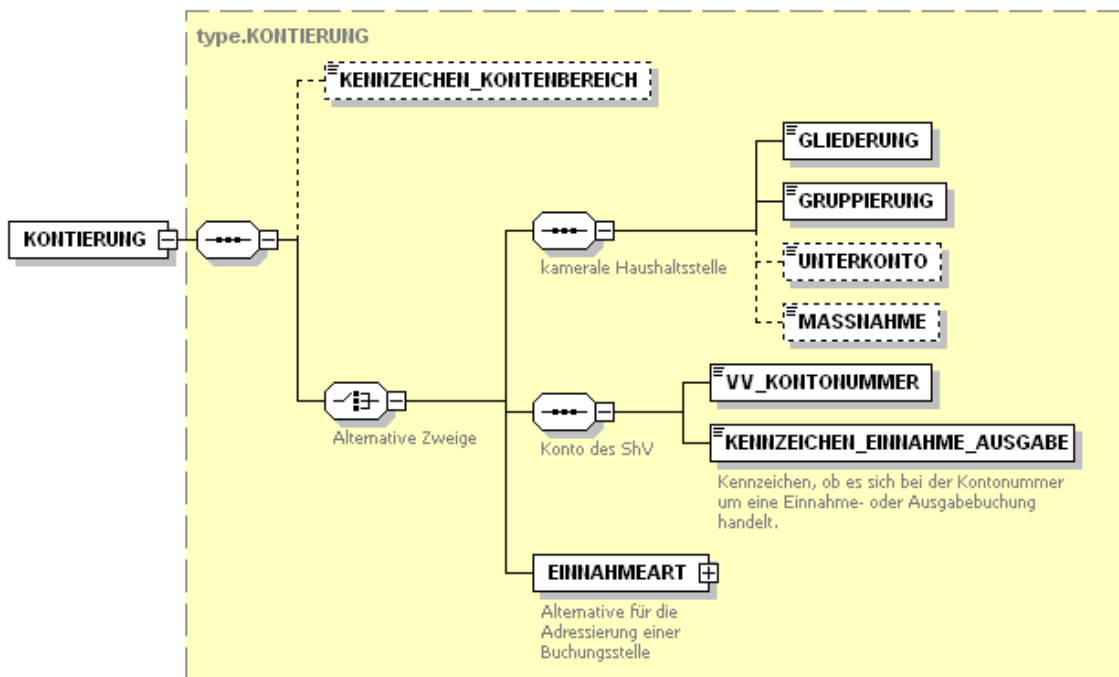 type.KONTIERUNG
KENNZEICHEN_KONTENBEREICH
GLIEDERUNG
GRUPPIERUNG
KONTIERUNG
kamerale Haushaltsstelle
UNTERKONTO
MASSNAHME
VV_KONTONUMMER
Alternative Zweige
Konto des ShV
KENNZEICHEN_EINNAHME_AUSGABE
Kennzeichen, ob es sich bei der Kontonummer
um eine Einnahme- oder Ausgabebuchung
handelt.
EINNAHMEART
Alternative für die
Adressierung einer
Buchungsstelle